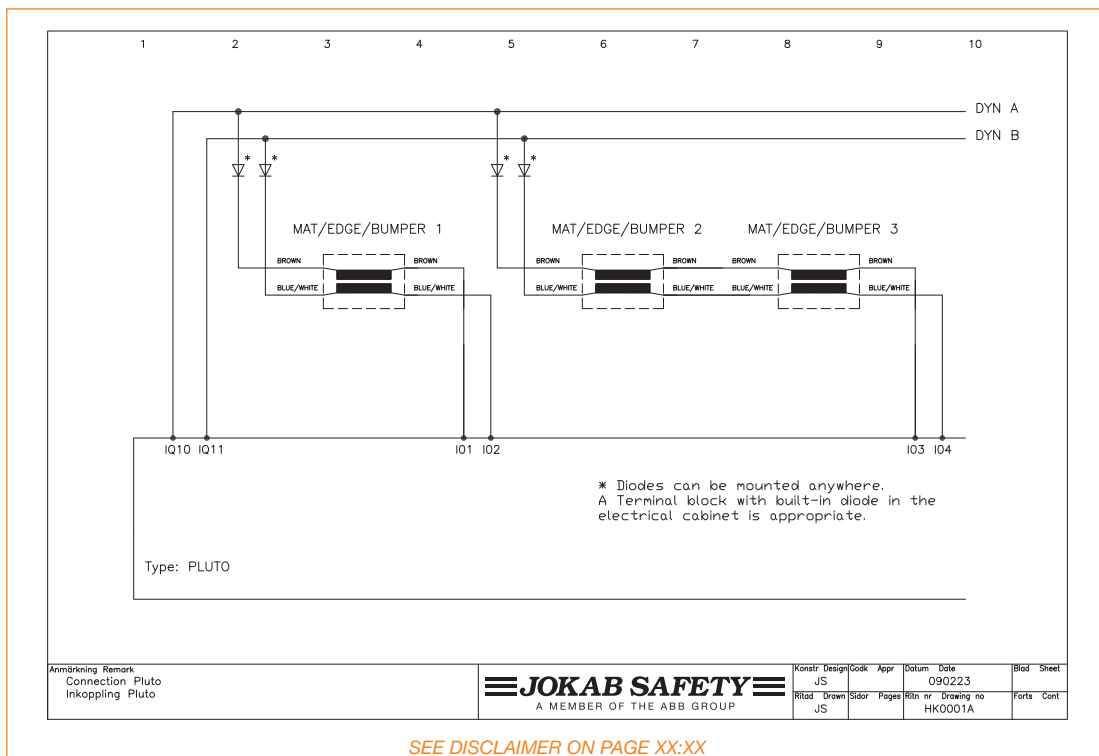 1 2 3 4 5 6 7 8 9 10
DYN A
DYN B
* * * *
MAT/EDGE/BUMPER 1 MAT/EDGE/BUMPER 2 MAT/EDGE/BUMPER 3
BROWN BROWN BROWN BROWN BROWN BROWN
BLUE/WHITE BLUE/WHITE BLUE/WHITE BLUE/WHITE BLUE/WHITE BLUE/WHITE
IQ10 IQ11 I01 I02 I03 I04
* Diodes can be mounted anywhere.
A Terminal block with built-in diode in the
electrical cabinet is appropriate.
Type: PLUTO
Anmärkning Remark
Connection Pluto
Inkoppling Pluto
JOKAB SAFETY
A MEMBER OF THE ABB GROUP
Konstr Design Godk Appr Datum Date Blad Sheet
JS 090223
Ritad Drawn Sidor Pages Ritn nr Drawing no Forts Cont
JS HK0001A
SEE DISCLAIMER ON PAGE XX:XX